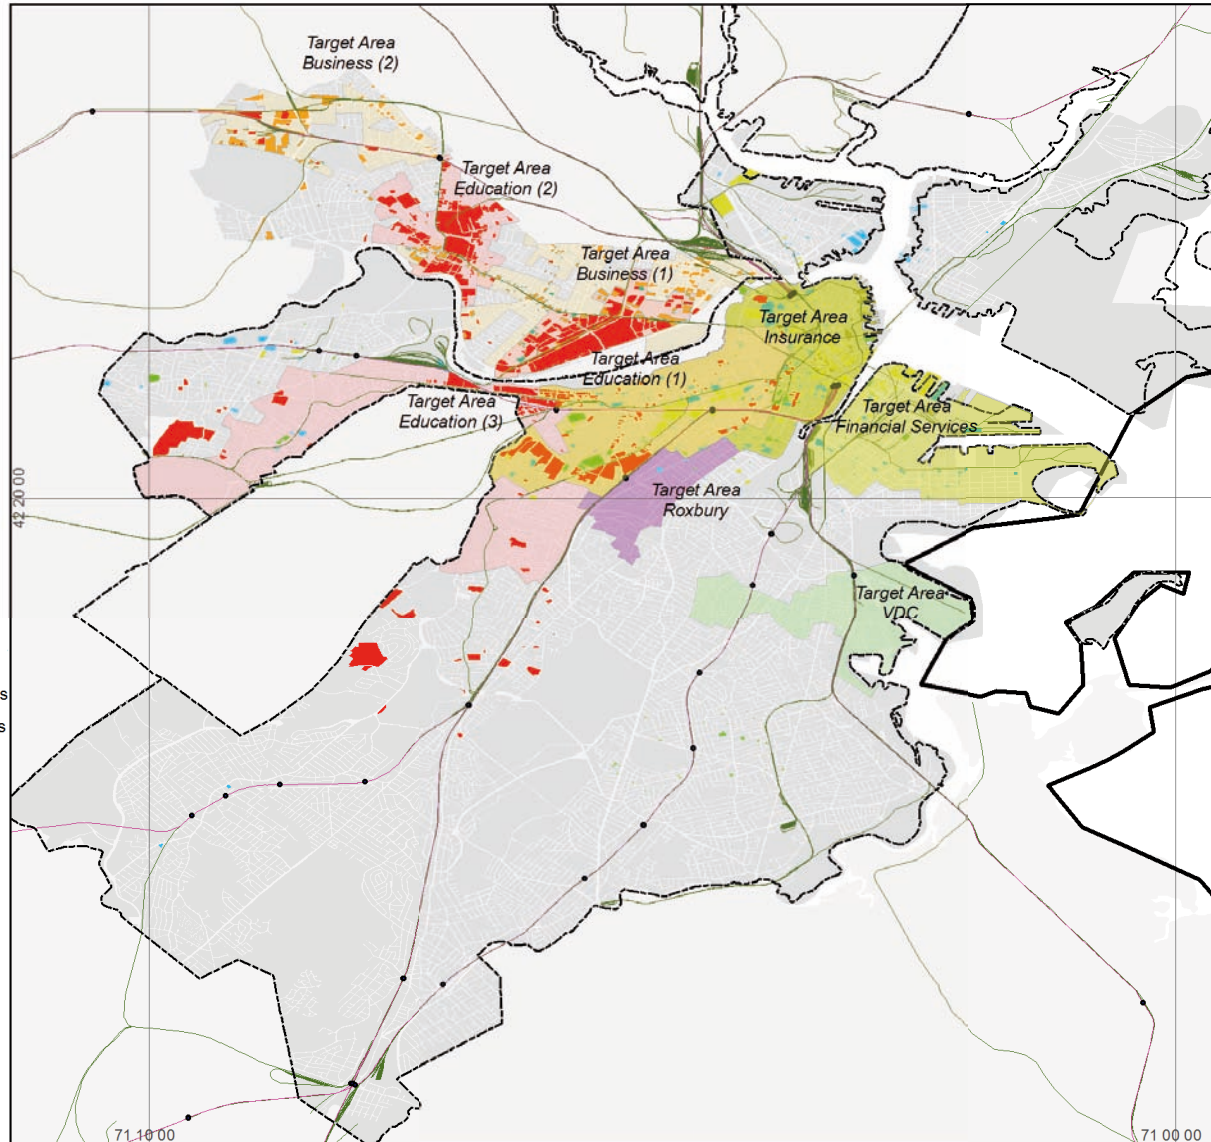 Target Area
Business (2)
Target Area
Education (2)
Target Area
Business (1)
Target Area
Insurance
Target Area
Education (1)
Target Area
Education (3)
Target Area
Financial Services
Target Area
Roxbury
42 20 00
Target Area
VDC
s
s
71 10 00
71 00 00